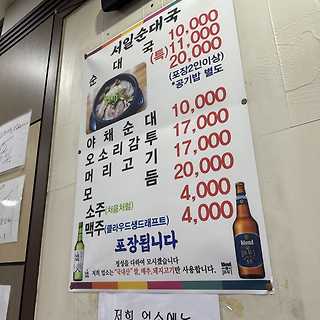 서일순대국
순대국 10,000
(특) 11,000
20,000
(포장2인이상)
*공기밥 별도
야채순대 10,000
오소리감투 17,000
머리고기 17,000
모듬 20,000
소주(처음처럼) 4,000
맥주(클라우드생드래프트) 4,000
포장됩니다
정성을 다하여 모시겠습니다
저희 업소는 "국내산" 쌀, 배추, 돼지고기만 사용합니다.
저희 업소에는